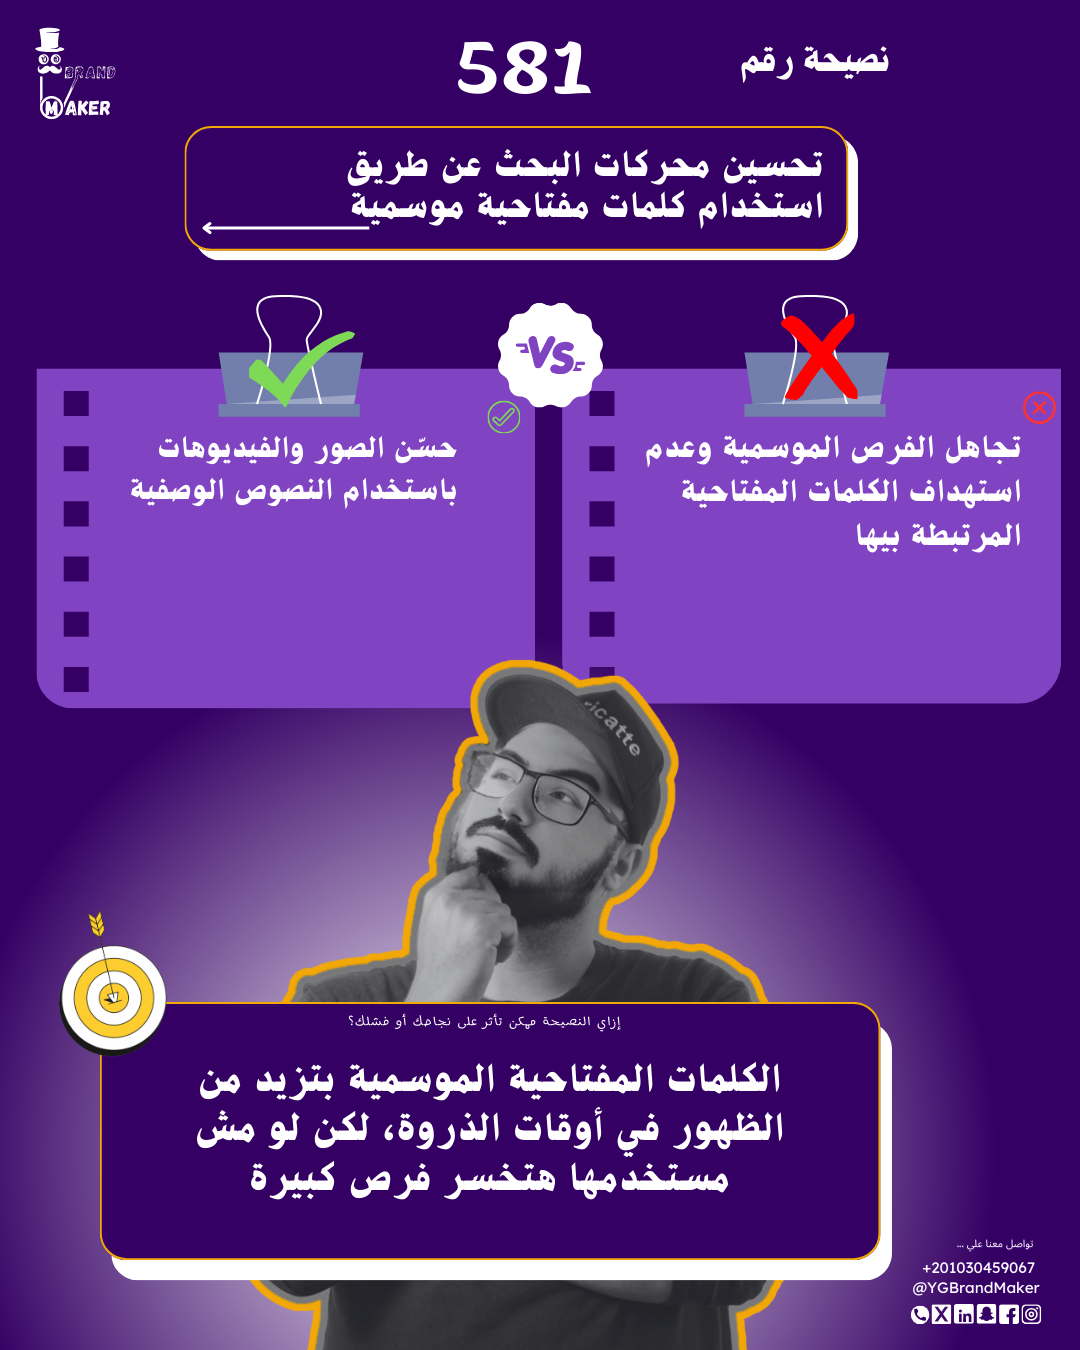 BRAND
MAKER
نصيحة رقم
581
تحسين محركات البحث عن طريق
استخدام كلمات مفتاحية موسمية
VS
تجاهل الفرص الموسمية وعدم
استهداف الكلمات المفتاحية
المرتبطة بيها
حسّن الصور والفيديوهات
باستخدام النصوص الوصفية
icatte
إزاي النصيحة ممكن تأثر على نجاحك أو فشلك؟
الكلمات المفتاحية الموسمية بتزيد من
الظهور في أوقات الذروة، لكن لو مش
مستخدمها هتخسر فرص كبيرة
تواصل معنا علي ...
+201030459067
@YGBrandMaker